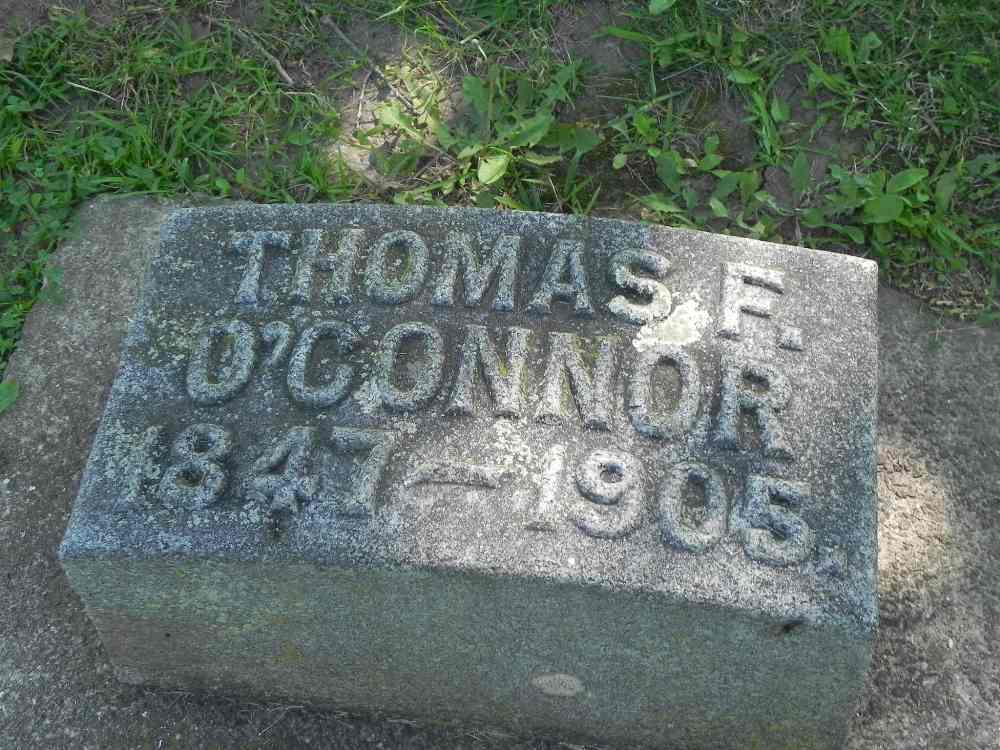 THOMAS F.
O'CONNOR
1847-1905.